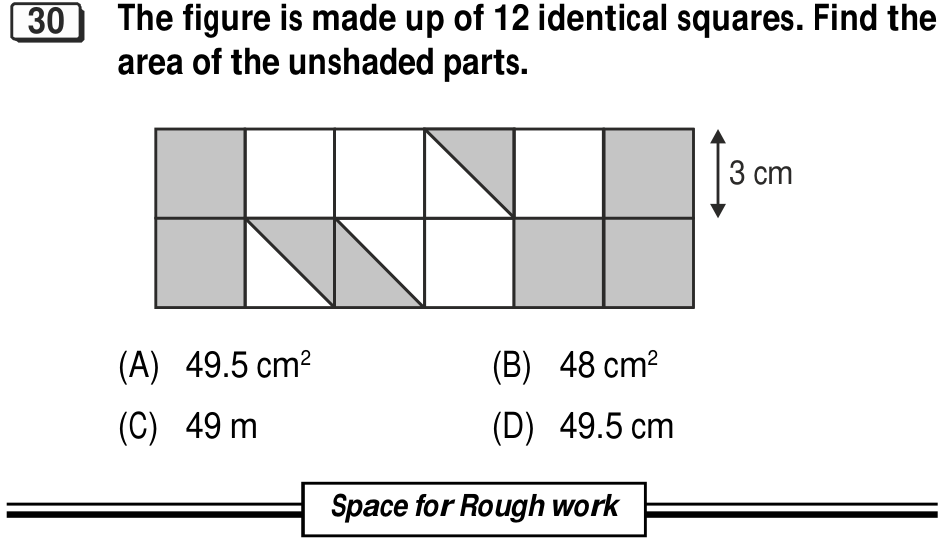 30 The figure is made up of 12 identical squares. Find the
area of the unshaded parts.
3 cm
(A) 49.5 cm² (B) 48 cm²
(C) 49 m (D) 49.5 cm
Space for Rough work